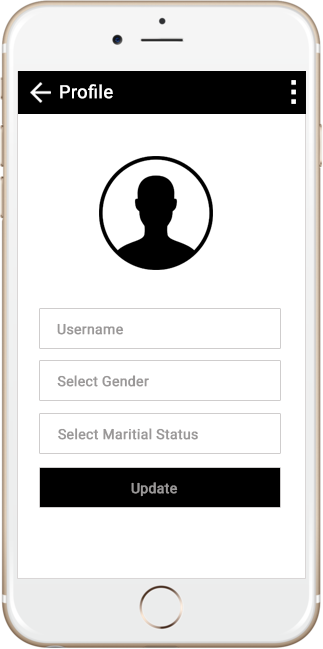 Profile
Username
Select Gender
Select Maritial Status
Update